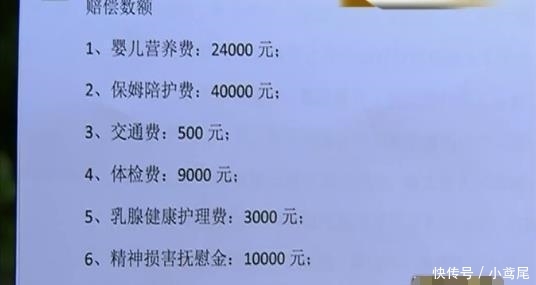 赔偿数额
1、婴儿营养费：24000 元；
2、保姆陪护费：40000 元；
3、交通费：500 元；
4、体检费：9000 元；
5、乳腺健康护理费：3000 元；
6、精神损害抚慰金：10000 元；
快传号 / 小鸢尾